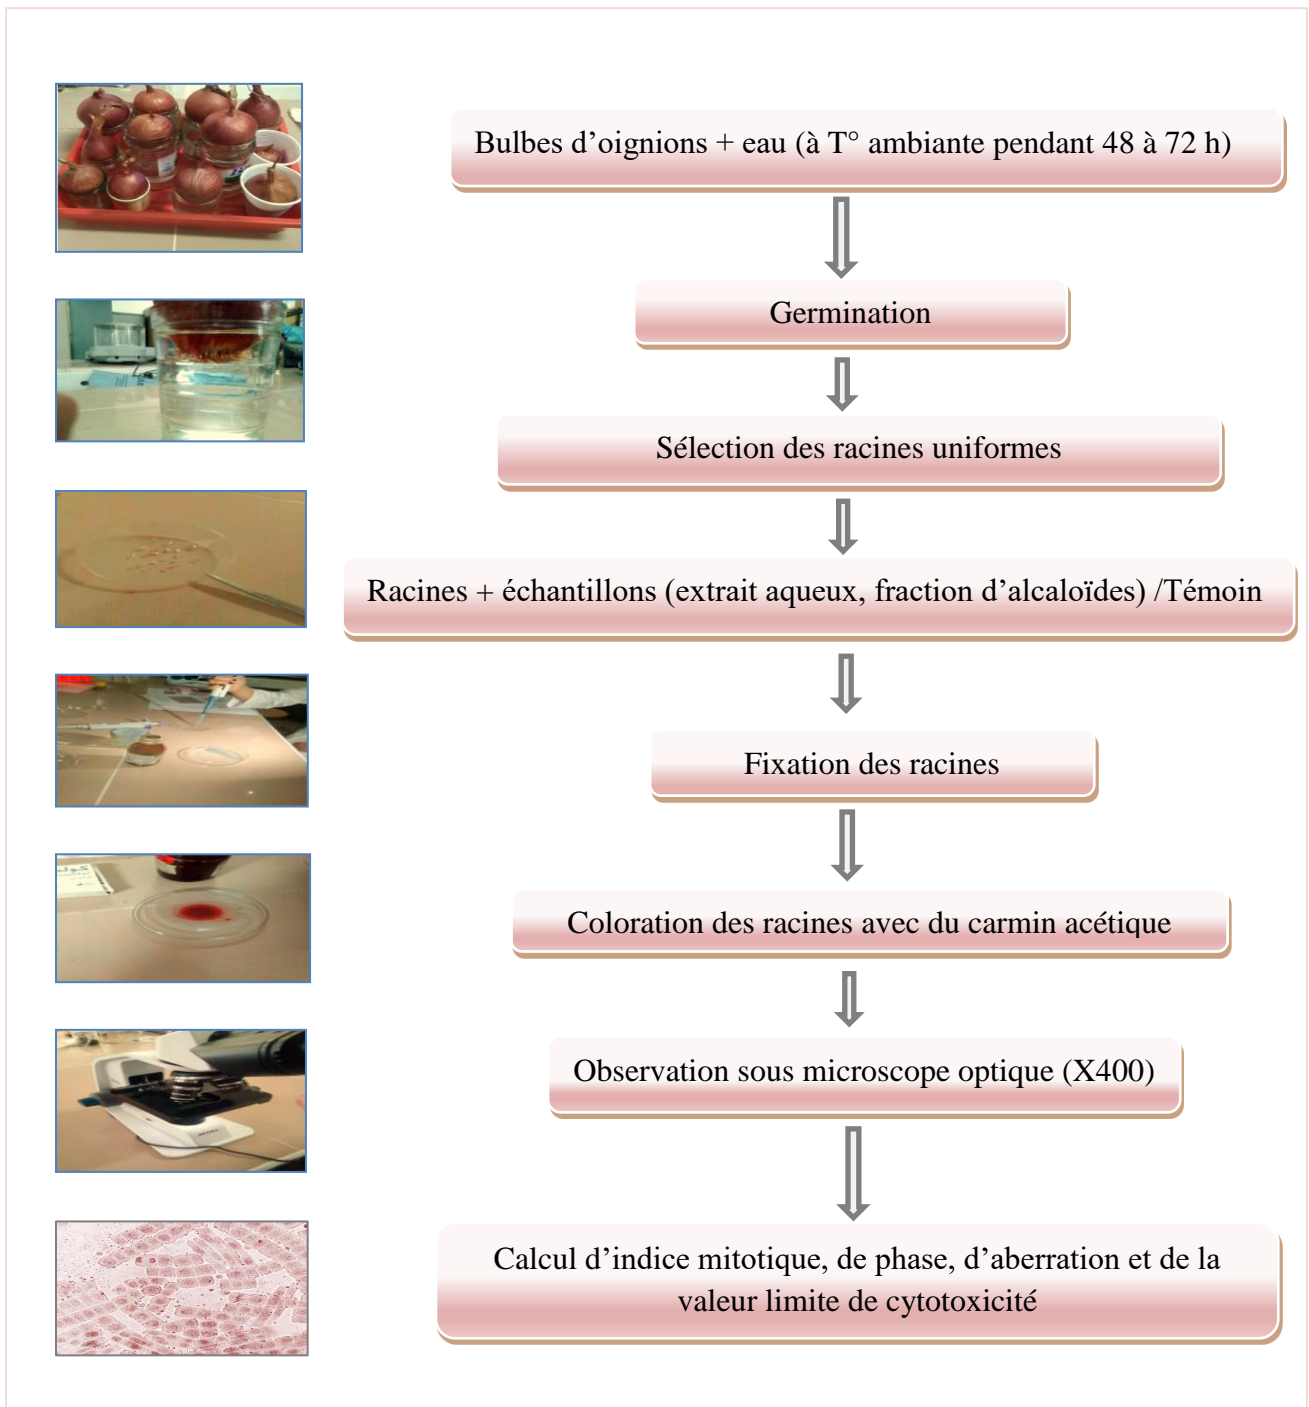 Bulbes d’oignions + eau (à T° ambiante pendant 48 à 72 h)
Germination
Sélection des racines uniformes
Racines + échantillons (extrait aqueux, fraction d’alcaloïdes) /Témoin
Fixation des racines
Coloration des racines avec du carmin acétique
Observation sous microscope optique (X400)
Calcul d’indice mitotique, de phase, d’aberration et de la
valeur limite de cytotoxicité